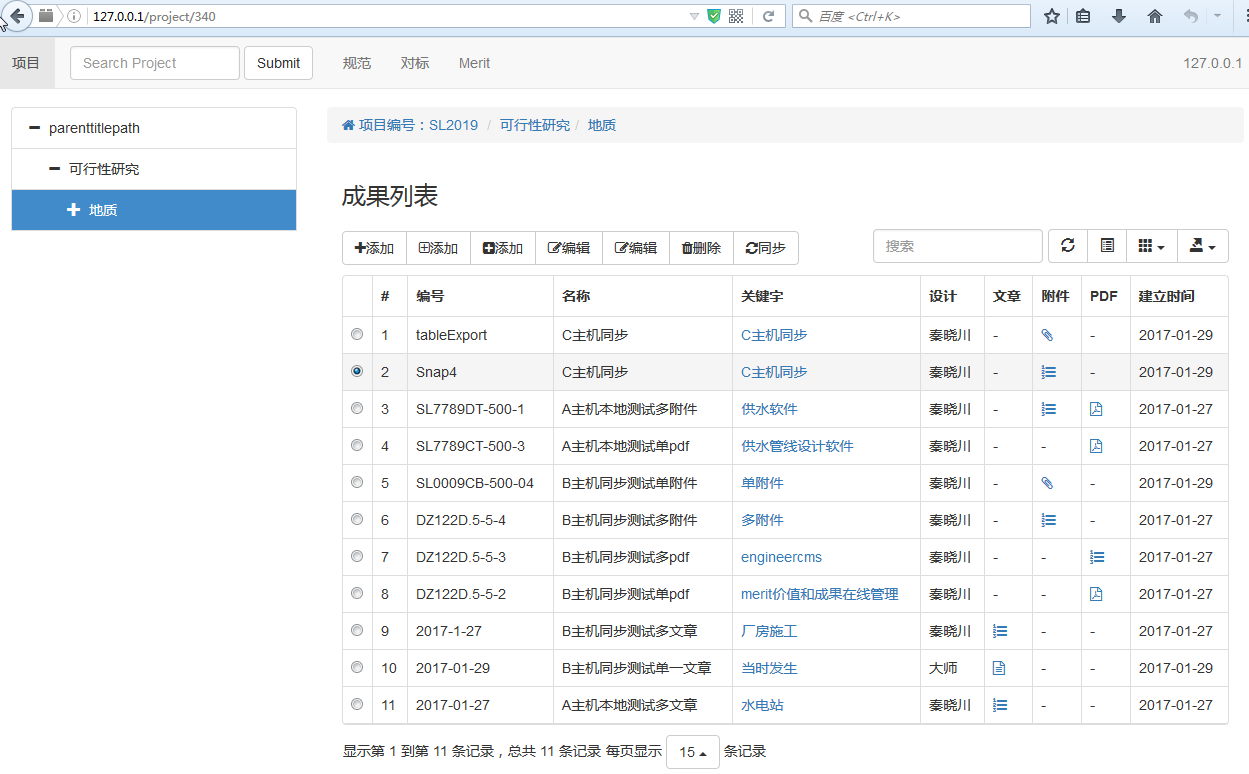 127.0.0.1/project/340
百度 <Ctrl+K>
项目 Search Project Submit 规范 对标 Merit 127.0.0.1
parenttitlepath
可行性研究
地质
项目编号：SL2019 / 可行性研究 / 地质
成果列表
添加 添加 添加 编辑 编辑 删除 同步 搜索
# 编号 名称 关键字 设计 文章 附件 PDF 建立时间
1 tableExport C主机同步 C主机同步 秦晓川 - - 2017-01-29
2 Snap4 C主机同步 C主机同步 秦晓川 - - 2017-01-29
3 SL7789DT-500-1 A主机本地测试多附件 供水软件 秦晓川 - 2017-01-27
4 SL7789CT-500-3 A主机本地测试单pdf 供水管线设计软件 秦晓川 - - 2017-01-27
5 SL0009CB-500-04 B主机同步测试单附件 单附件 秦晓川 - - 2017-01-29
6 DZ122D.5-5-4 B主机同步测试多附件 多附件 秦晓川 - - 2017-01-27
7 DZ122D.5-5-3 B主机同步测试多pdf engineercms 秦晓川 - - 2017-01-27
8 DZ122D.5-5-2 B主机同步测试单pdf merit价值和成果在线管理 秦晓川 - - 2017-01-27
9 2017-1-27 B主机同步测试多文章 厂房施工 秦晓川 - - 2017-01-27
10 2017-01-29 B主机同步测试单一文章 当时发生 大师 - - 2017-01-29
11 2017-01-27 A主机本地测试多文章 水电站 秦晓川 - - 2017-01-27
显示第 1 到第 11 条记录，总共 11 条记录 每页显示 15 条记录